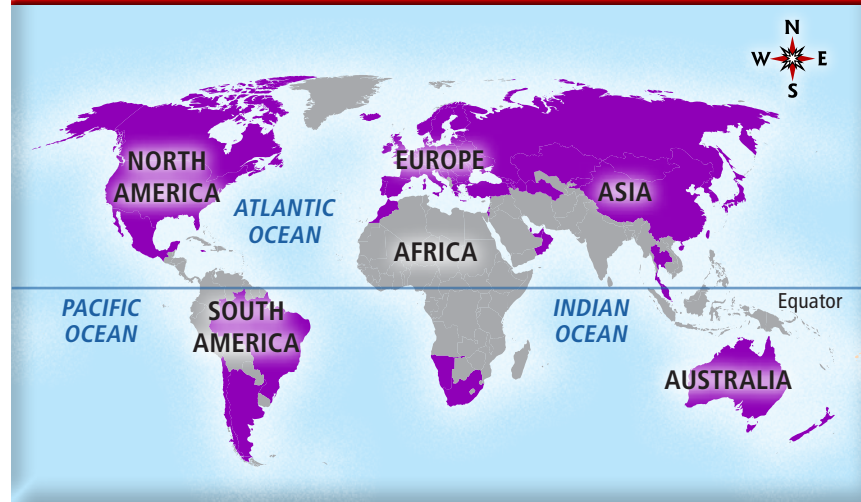 N
W E
S
NORTH
AMERICA
EUROPE
ASIA
ATLANTIC
OCEAN
AFRICA
PACIFIC
OCEAN
SOUTH
AMERICA
INDIAN
OCEAN
Equator
AUSTRALIA